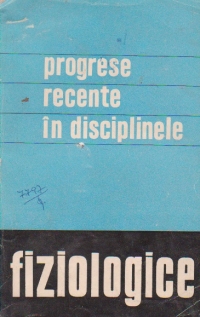 progrese
recente
în disciplinele
fiziologice